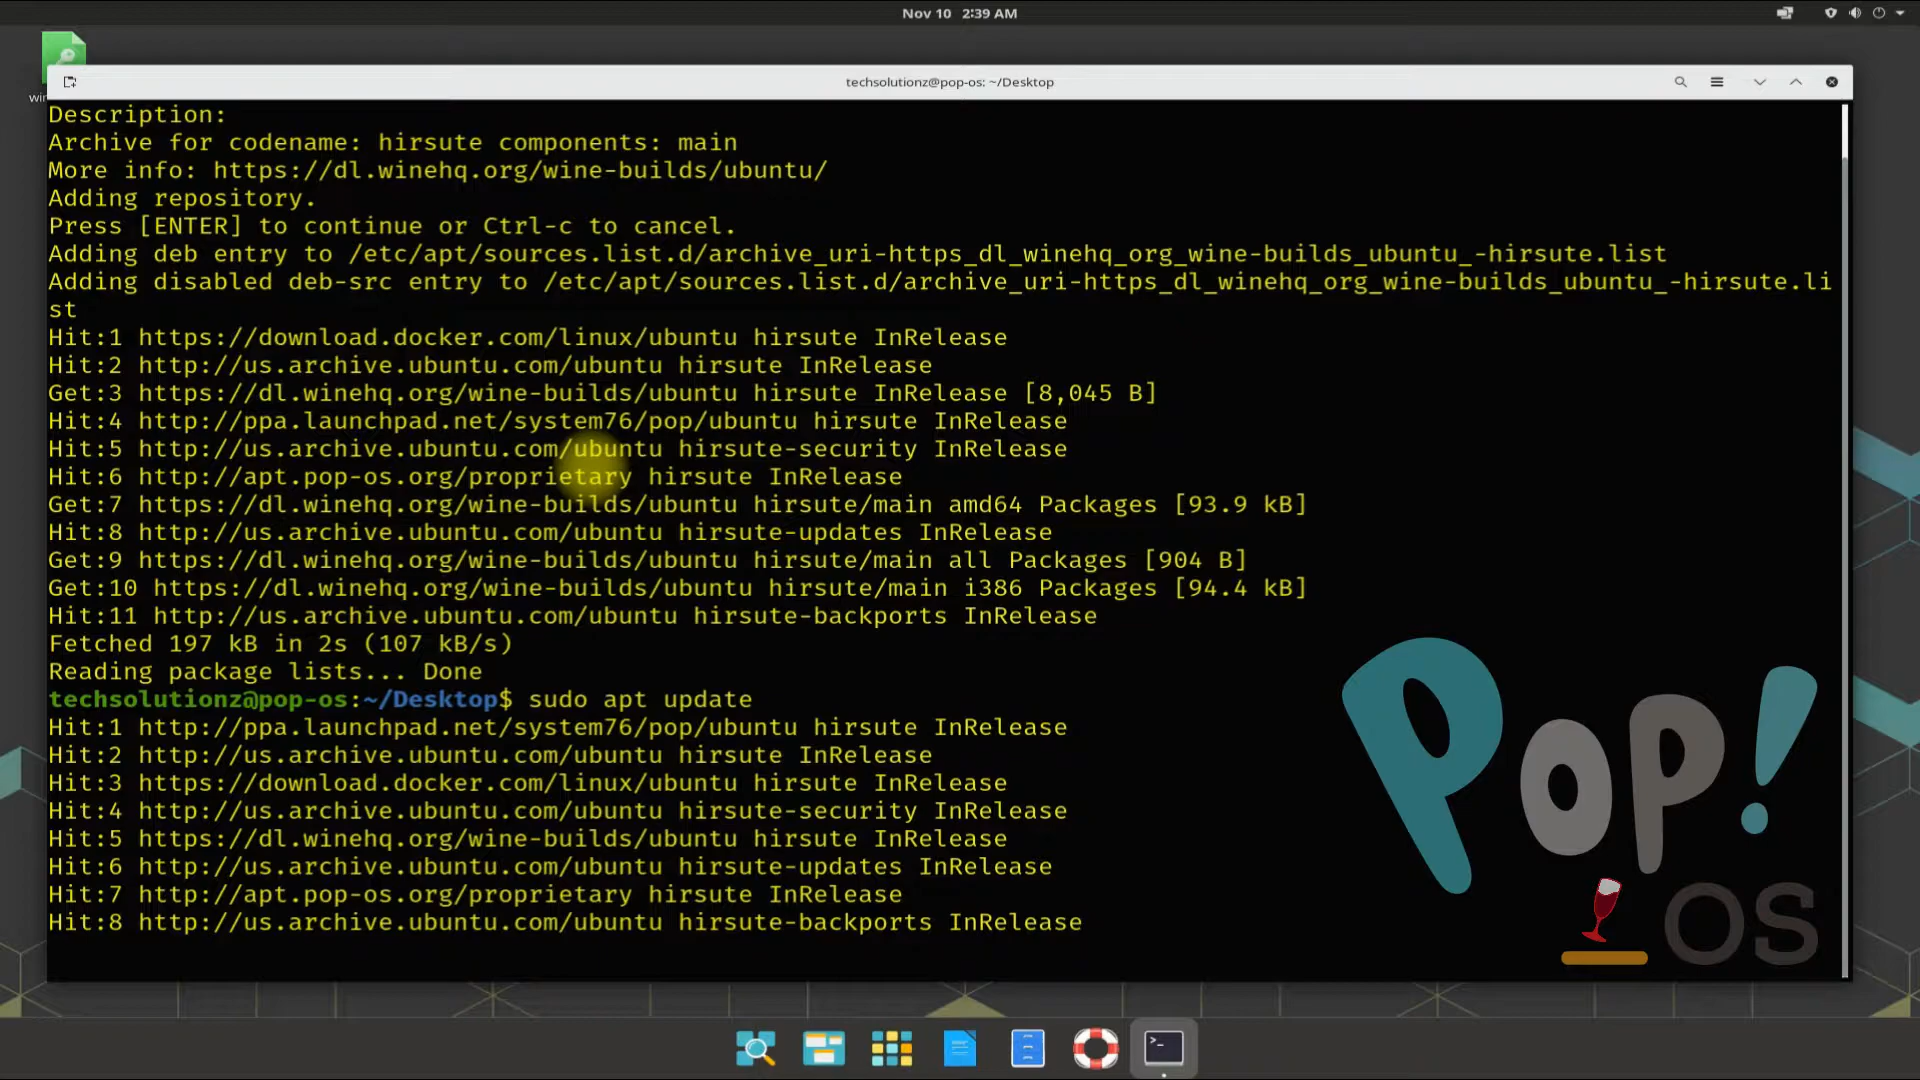 Nov 10 2:39 AM
techsolutionz@pop-os: ~/Desktop
Description:
Archive for codename: hirsute components: main
More info: https://dl.winehq.org/wine-builds/ubuntu/
Adding repository.
Press [ENTER] to continue or Ctrl-c to cancel.
Adding deb entry to /etc/apt/sources.list.d/archive_uri-https_dl_winehq_org_wine-builds_ubuntu_-hirsute.list
Adding disabled deb-src entry to /etc/apt/sources.list.d/archive_uri-https_dl_winehq_org_wine-builds_ubuntu_-hirsute.li
st
Hit:1 https://download.docker.com/linux/ubuntu hirsute InRelease
Hit:2 http://us.archive.ubuntu.com/ubuntu hirsute InRelease
Get:3 https://dl.winehq.org/wine-builds/ubuntu hirsute InRelease [8,045 B]
Hit:4 http://ppa.launchpad.net/system76/pop/ubuntu hirsute InRelease
Hit:5 http://us.archive.ubuntu.com/ubuntu hirsute-security InRelease
Hit:6 http://apt.pop-os.org/proprietary hirsute InRelease
Get:7 https://dl.winehq.org/wine-builds/ubuntu hirsute/main amd64 Packages [93.9 kB]
Hit:8 http://us.archive.ubuntu.com/ubuntu hirsute-updates InRelease
Get:9 https://dl.winehq.org/wine-builds/ubuntu hirsute/main all Packages [904 B]
Get:10 https://dl.winehq.org/wine-builds/ubuntu hirsute/main i386 Packages [94.4 kB]
Hit:11 http://us.archive.ubuntu.com/ubuntu hirsute-backports InRelease
Fetched 197 kB in 2s (107 kB/s)
Reading package lists... Done
techsolutionz@pop-os:~/Desktop$ sudo apt update
Hit:1 http://ppa.launchpad.net/system76/pop/ubuntu hirsute InRelease
Hit:2 http://us.archive.ubuntu.com/ubuntu hirsute InRelease
Hit:3 https://download.docker.com/linux/ubuntu hirsute InRelease
Hit:4 http://us.archive.ubuntu.com/ubuntu hirsute-security InRelease
Hit:5 https://dl.winehq.org/wine-builds/ubuntu hirsute InRelease
Hit:6 http://us.archive.ubuntu.com/ubuntu hirsute-updates InRelease
Hit:7 http://apt.pop-os.org/proprietary hirsute InRelease
Hit:8 http://us.archive.ubuntu.com/ubuntu hirsute-backports InRelease
Pop!
OS